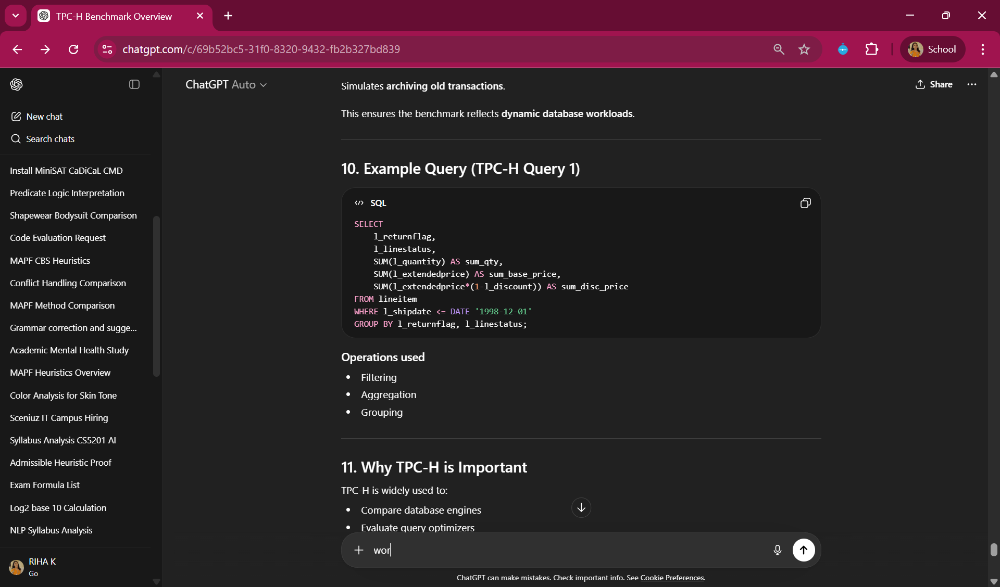 TPC-H Benchmark Overview
chatgpt.com/c/69b52bc5-31f0-8320-9432-fb2b327bd839
School
New chat
Search chats
Install MiniSAT CaDiCaL CMD
Predicate Logic Interpretation
Shapewear Bodysuit Comparison
Code Evaluation Request
MAPF CBS Heuristics
Conflict Handling Comparison
MAPF Method Comparison
Grammar correction and sugge...
Academic Mental Health Study
MAPF Heuristics Overview
Color Analysis for Skin Tone
Sceniuz IT Campus Hiring
Syllabus Analysis CS5201 AI
Admissible Heuristic Proof
Exam Formula List
Log2 base 10 Calculation
NLP Syllabus Analysis
RIHA K
Go
ChatGPT Auto
Share
Simulates archiving old transactions.
This ensures the benchmark reflects dynamic database workloads.
10. Example Query (TPC-H Query 1)
SQL
SELECT
l_returnflag,
l_linestatus,
SUM(l_quantity) AS sum_qty,
SUM(l_extendedprice) AS sum_base_price,
SUM(l_extendedprice*(1-l_discount)) AS sum_disc_price
FROM lineitem
WHERE l_shipdate <= DATE '1998-12-01'
GROUP BY l_returnflag, l_linestatus;
Operations used
• Filtering
• Aggregation
• Grouping
11. Why TPC-H is Important
TPC-H is widely used to:
• Compare database engines
• Evaluate query optimizers
wor
ChatGPT can make mistakes. Check important info. See Cookie Preferences.